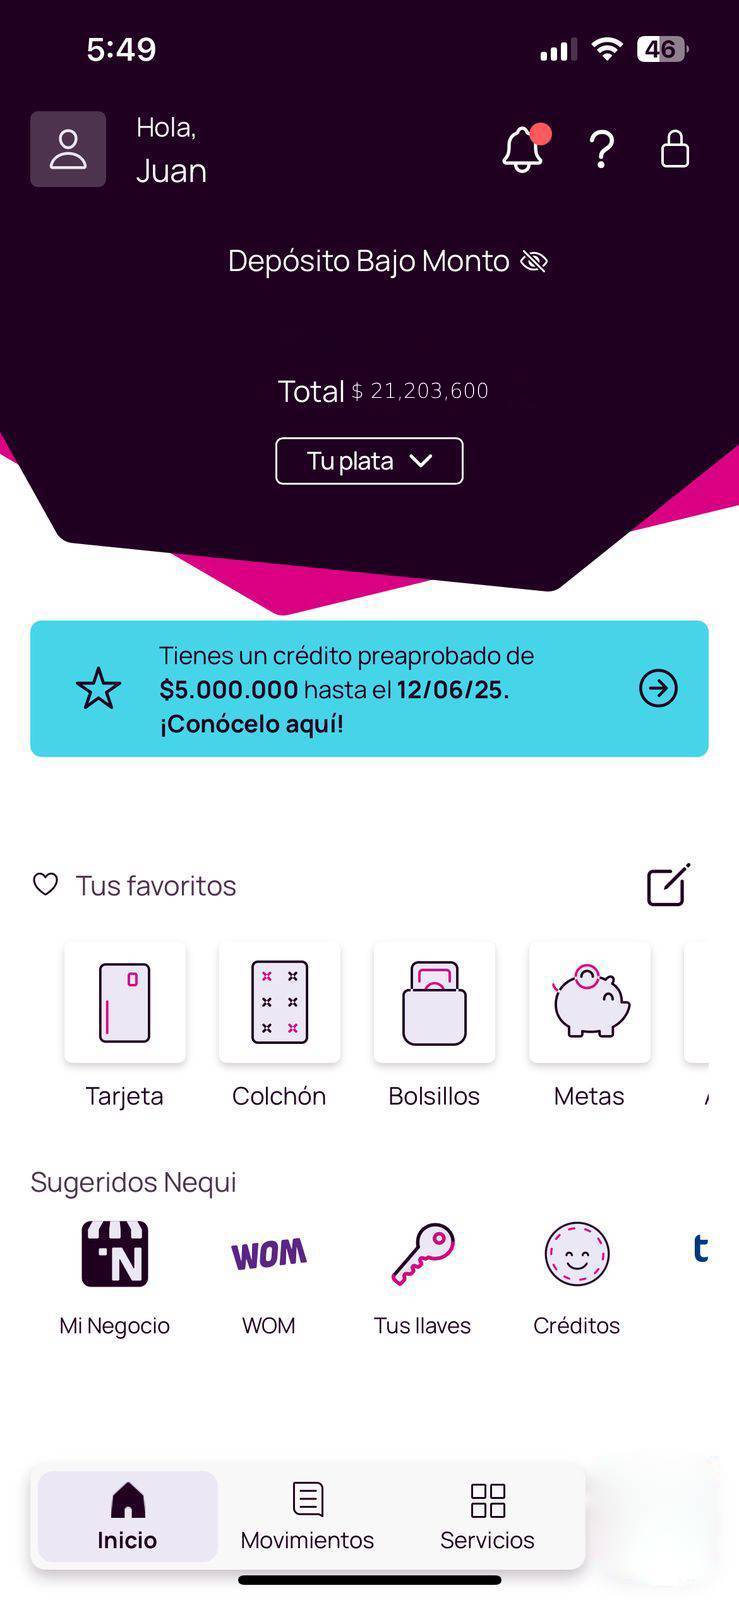 5:49
46
Hola,
Juan
Depósito Bajo Monto
Total $ 21,203,600
Tu plata
Tienes un crédito preaprobado de
$5.000.000 hasta el 12/06/25.
¡Conócelo aquí!
Tus favoritos
Tarjeta Colchón Bolsillos Metas
Sugeridos Nequi
N WOM
Mi Negocio WOM Tus llaves Créditos
Inicio Movimientos Servicios